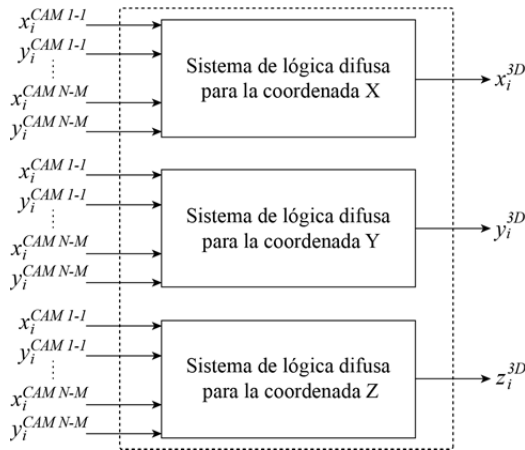 x_i^{CAM 1-1}
y_i^{CAM 1-1}
x_i^{CAM N-M}
y_i^{CAM N-M}
Sistema de lógica difusa
para la coordenada X
x_i^{3D}
x_i^{CAM 1-1}
y_i^{CAM 1-1}
x_i^{CAM N-M}
y_i^{CAM N-M}
Sistema de lógica difusa
para la coordenada Y
y_i^{3D}
x_i^{CAM 1-1}
y_i^{CAM 1-1}
x_i^{CAM N-M}
y_i^{CAM N-M}
Sistema de lógica difusa
para la coordenada Z
z_i^{3D}